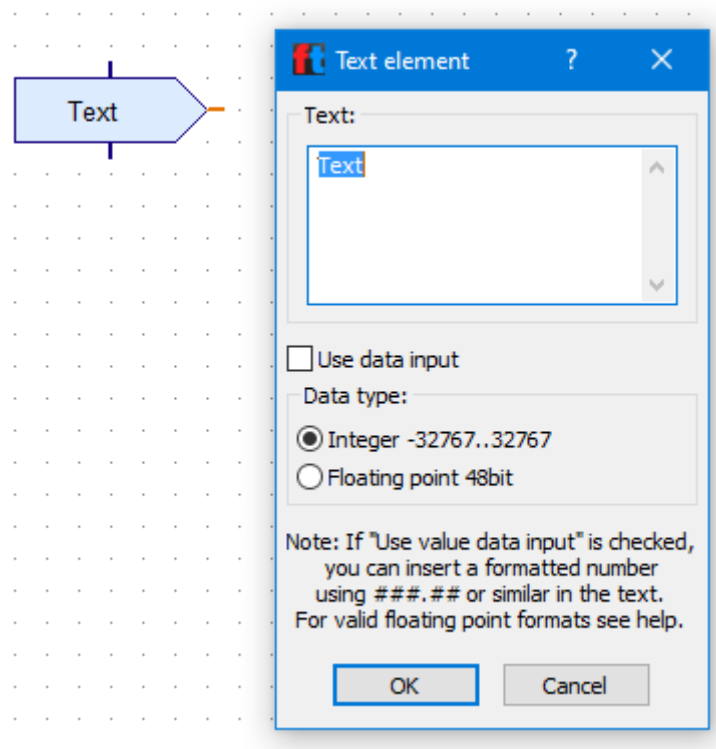 Text
ft Text element ?
Text:
Text
Use data input
Data type:
Integer -32767..32767
Floating point 48bit
Note: If "Use value data input" is checked,
you can insert a formatted number
using ###.## or similar in the text.
For valid floating point formats see help.
OK Cancel